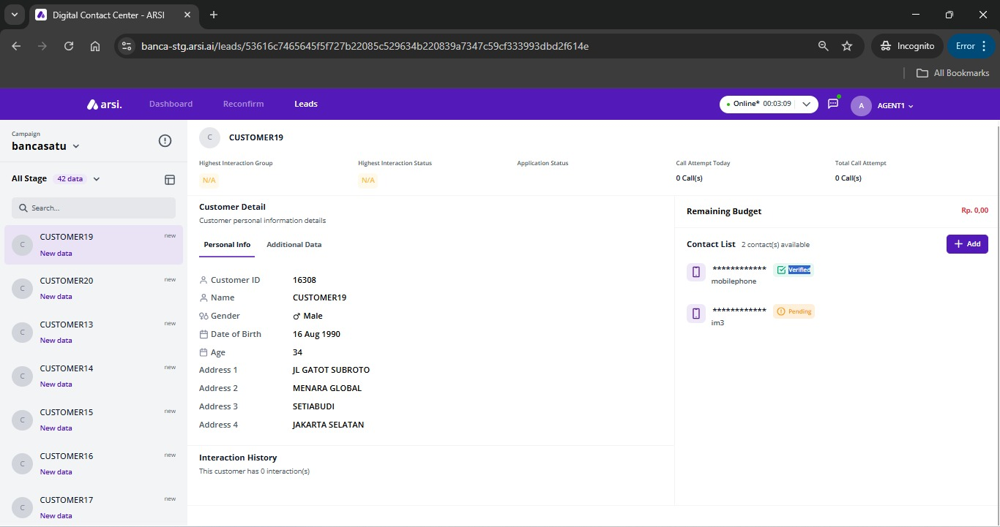 Digital Contact Center - ARSI
banca-stg.arsi.ai/leads/53616c7465645f5f727b22085c529634b220839a7347c59cf333993dbd2f614e
Incognito
Error
All Bookmarks
arsi.
Dashboard
Reconfirm
Leads
Online* 00:03:09
A
AGENT1
Campaign
bancasatu
All Stage 42 data
Search...
C
CUSTOMER19
new
New data
C
CUSTOMER20
new
New data
C
CUSTOMER13
new
New data
C
CUSTOMER14
new
New data
C
CUSTOMER15
new
New data
C
CUSTOMER16
new
New data
C
CUSTOMER17
new
New data
C
CUSTOMER19
Highest Interaction Group
N/A
Highest Interaction Status
N/A
Application Status
Call Attempt Today
0 Call(s)
Total Call Attempt
0 Call(s)
Customer Detail
Customer personal information details
Personal Info
Additional Data
Customer ID 16308
Name CUSTOMER19
Gender Male
Date of Birth 16 Aug 1990
Age 34
Address 1 JL GATOT SUBROTO
Address 2 MENARA GLOBAL
Address 3 SETIABUDI
Address 4 JAKARTA SELATAN
Interaction History
This customer has 0 interaction(s)
Remaining Budget
Rp. 0,00
Contact List 2 contact(s) available
Add
************ Verified
mobilephone
************ Pending
im3